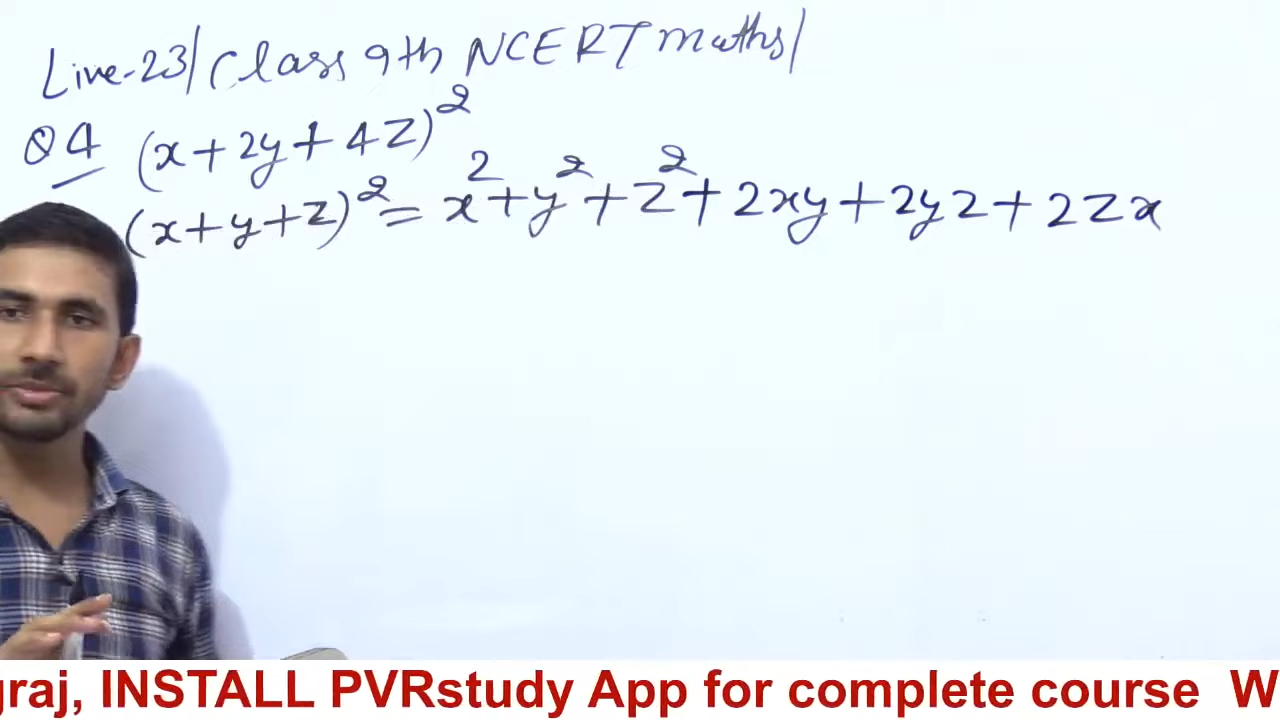 Live-23/Class 9th NCERT maths/
Q4 (x+2y+4z)²
(x+y+z)²=x²+y²+z²+2xy+2yz+2zx
graj, INSTALL PVRstudy App for complete course W